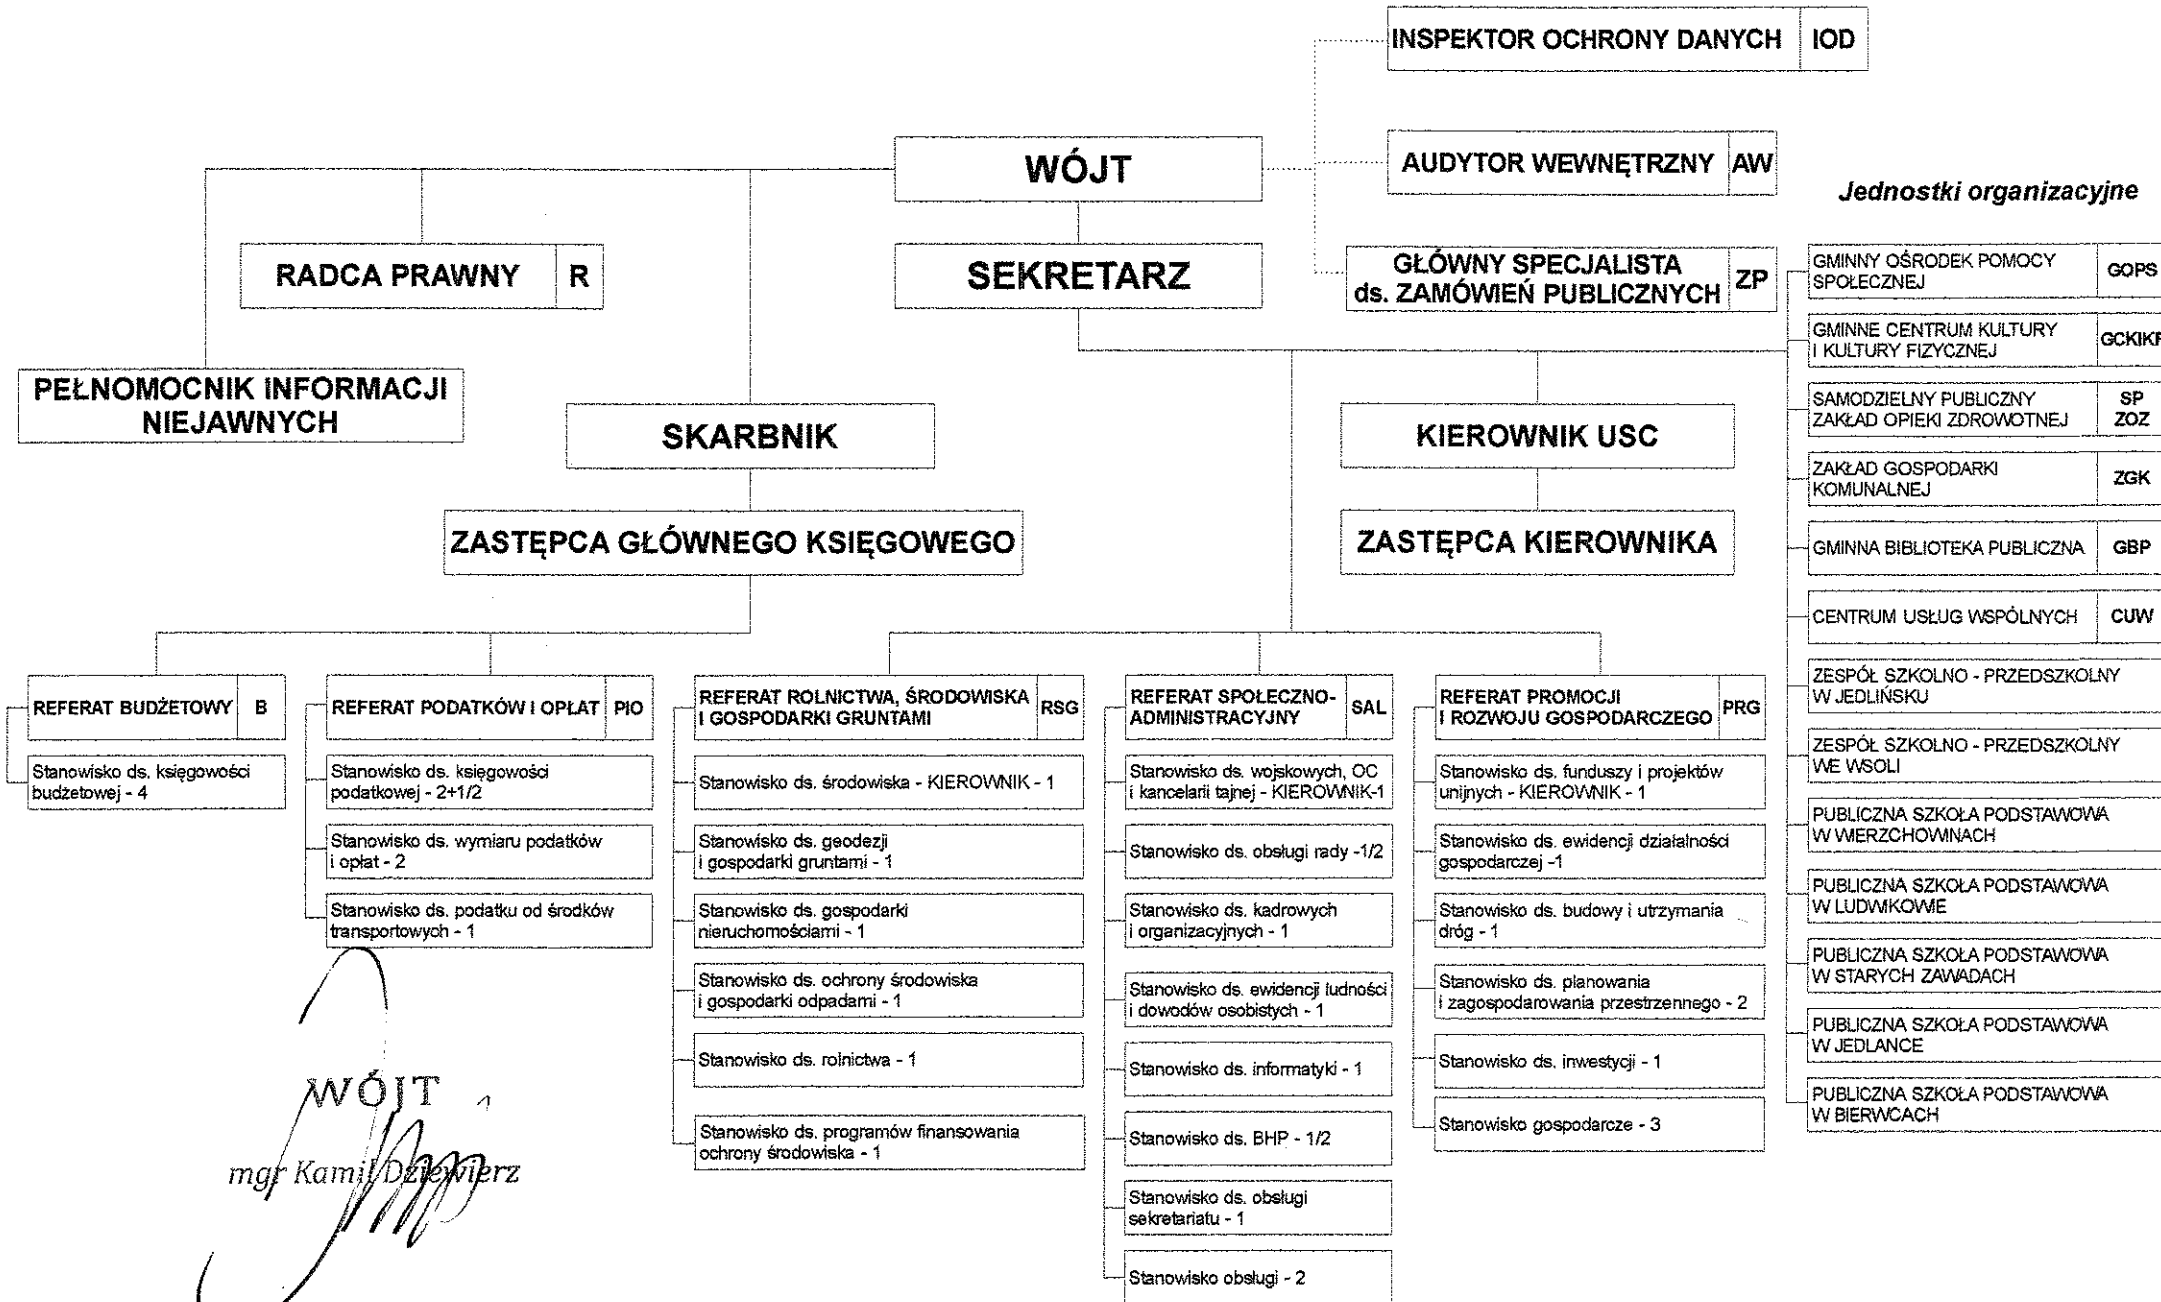 INSPEKTOR OCHRONY DANYCH IOD
WÓJT
AUDYTOR WEWNĘTRZNY AW
Jednostki organizacyjne
RADCA PRAWNY R
SEKRETARZ
GŁÓWNY SPECJALISTA
ds. ZAMÓWIEŃ PUBLICZNYCH ZP
PEŁNOMOCNIK INFORMACJI
NIEJAWNYCH
SKARBNIK
KIEROWNIK USC
ZASTĘPCA GŁÓWNEGO KSIĘGOWEGO
ZASTĘPCA KIEROWNIKA
GMINNY OŚRODEK POMOCY
SPOŁECZNEJ GOPS
GMINNE CENTRUM KULTURY
I KULTURY FIZYCZNEJ GCKIKF
SAMODZIELNY PUBLICZNY SP
ZAKŁAD OPIEKI ZDROWOTNEJ ZOZ
ZAKŁAD GOSPODARKI
KOMUNALNEJ ZGK
GMINNA BIBLIOTEKA PUBLICZNA GBP
CENTRUM USŁUG WSPÓLNYCH CUW
ZESPÓŁ SZKOLNO - PRZEDSZKOLNY
W JEDLIŃSKU
ZESPÓŁ SZKOLNO - PRZEDSZKOLNY
WE WSOLI
PUBLICZNA SZKOŁA PODSTAWOWA
W WIERZCHOWINACH
PUBLICZNA SZKOŁA PODSTAWOWA
W LUDWIKOWIE
PUBLICZNA SZKOŁA PODSTAWOWA
W STARYCH ZAWADACH
PUBLICZNA SZKOŁA PODSTAWOWA
W JEDLANCE
PUBLICZNA SZKOŁA PODSTAWOWA
W BIERWCACH
REFERAT BUDŻETOWY B
Stanowisko ds. księgowości
budżetowej - 4
REFERAT PODATKÓW I OPŁAT PIO
Stanowisko ds. księgowości
podatkowej - 2+1/2
Stanowisko ds. wymiaru podatków
i opłat - 2
Stanowisko ds. podatku od środków
transportowych - 1
REFERAT ROLNICTWA, ŚRODOWISKA
I GOSPODARKI GRUNTAMI RSG
Stanowisko ds. środowiska - KIEROWNIK - 1
Stanowisko ds. geodezji
i gospodarki gruntami - 1
Stanowisko ds. gospodarki
nieruchomościami - 1
Stanowisko ds. ochrony środowiska
i gospodarki odpadami - 1
Stanowisko ds. rolnictwa - 1
Stanowisko ds. programów finansowania
ochrony środowiska - 1
REFERAT SPOŁECZNO-
ADMINISTRACYJNY SAL
Stanowisko ds. wojskowych, OC
i kancelarii tajnej - KIEROWNIK-1
Stanowisko ds. obsługi rady -1/2
Stanowisko ds. kadrowych
i organizacyjnych - 1
Stanowisko ds. ewidencji ludności
i dowodów osobistych - 1
Stanowisko ds. informatyki - 1
Stanowisko ds. BHP - 1/2
Stanowisko ds. obsługi
sekretariatu - 1
Stanowisko obsługi - 2
REFERAT PROMOCJI
I ROZWOJU GOSPODARCZEGO PRG
Stanowisko ds. funduszy i projektów
unijnych - KIEROWNIK - 1
Stanowisko ds. ewidencji działalności
gospodarczej -1
Stanowisko ds. budowy i utrzymania
dróg - 1
Stanowisko ds. planowania
i zagospodarowania przestrzennego - 2
Stanowisko ds. inwestycji - 1
Stanowisko gospodarcze - 3
WÓJT
mgr Kamil Dziewierz